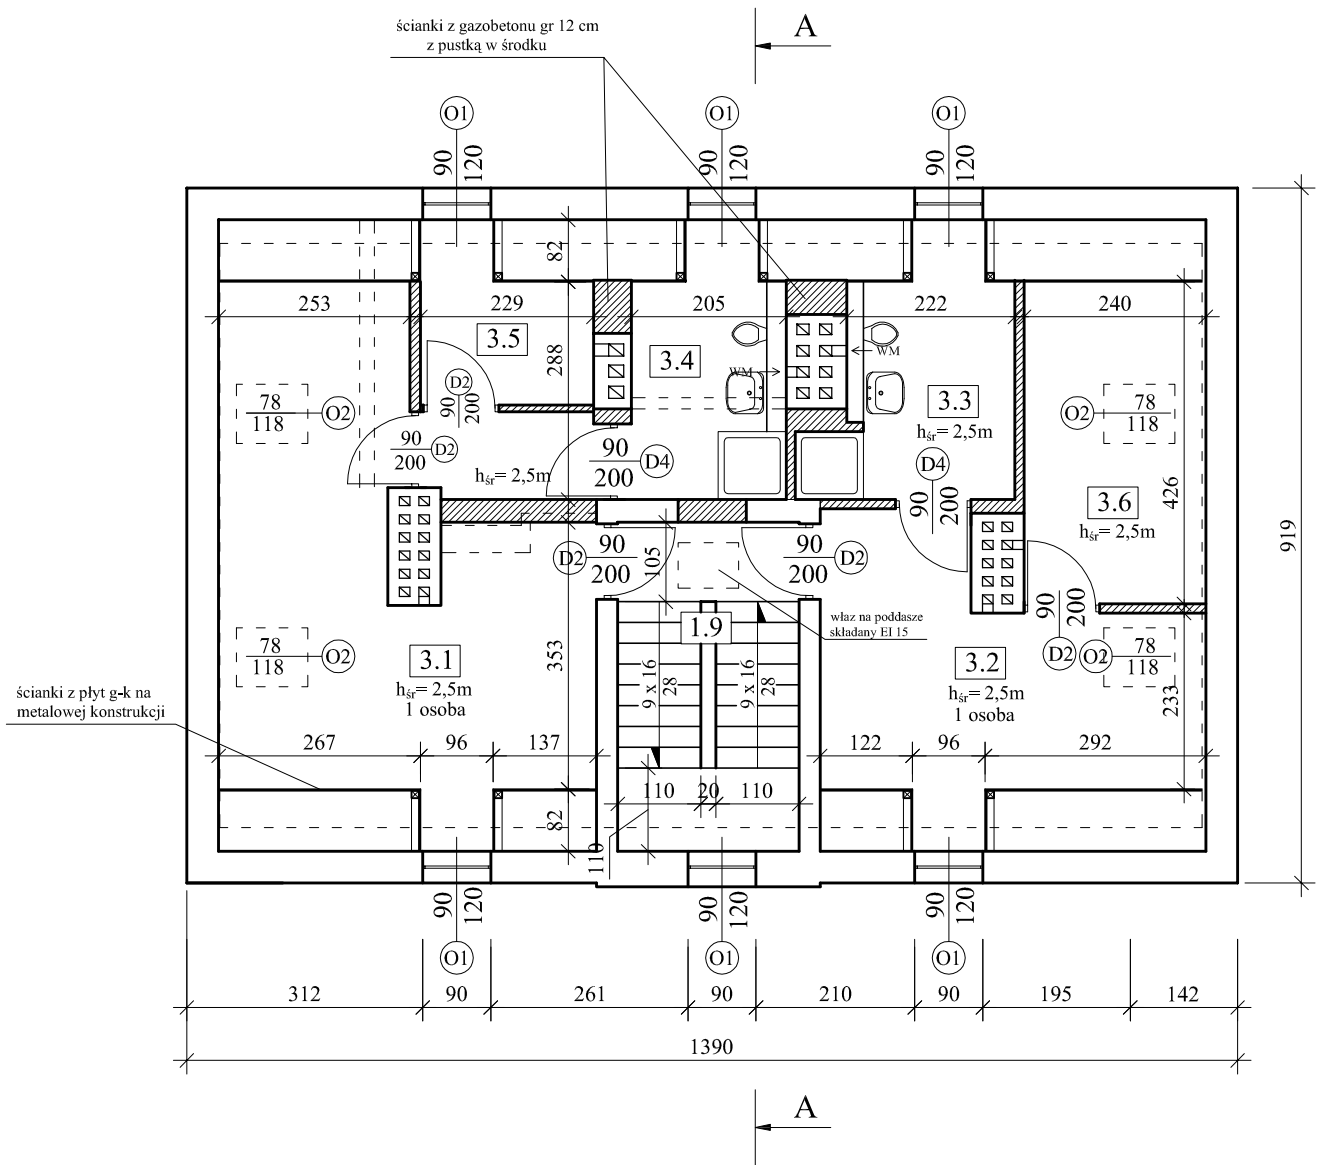 ścianki z gazobetonu gr 12 cm
z pustką w środku
A
O1
O1
O1
90
120
90
120
90
120
82
253
229
205
222
240
3.5
3.4
288
WM
WM
3.3
hśr= 2,5m
78
118
O2
D2
90
200
90
200
D2
hśr= 2,5m
90
200
D4
D4
90
200
O2
78
118
3.6
hśr= 2,5m
426
919
D2
90
200
105
90
200
D2
właz na poddasze
składany EI 15
1.9
90
200
D2
78
118
O2
3.1
hśr= 2,5m
1 osoba
353
9 x 16
28
9 x 16
28
3.2
hśr= 2,5m
1 osoba
O2
78
118
233
ścianki z płyt g-k na
metalowej konstrukcji
267
96
137
122
96
292
110
20
110
82
110
90
120
90
120
90
120
O1
O1
O1
312
90
261
90
210
90
195
142
1390
A